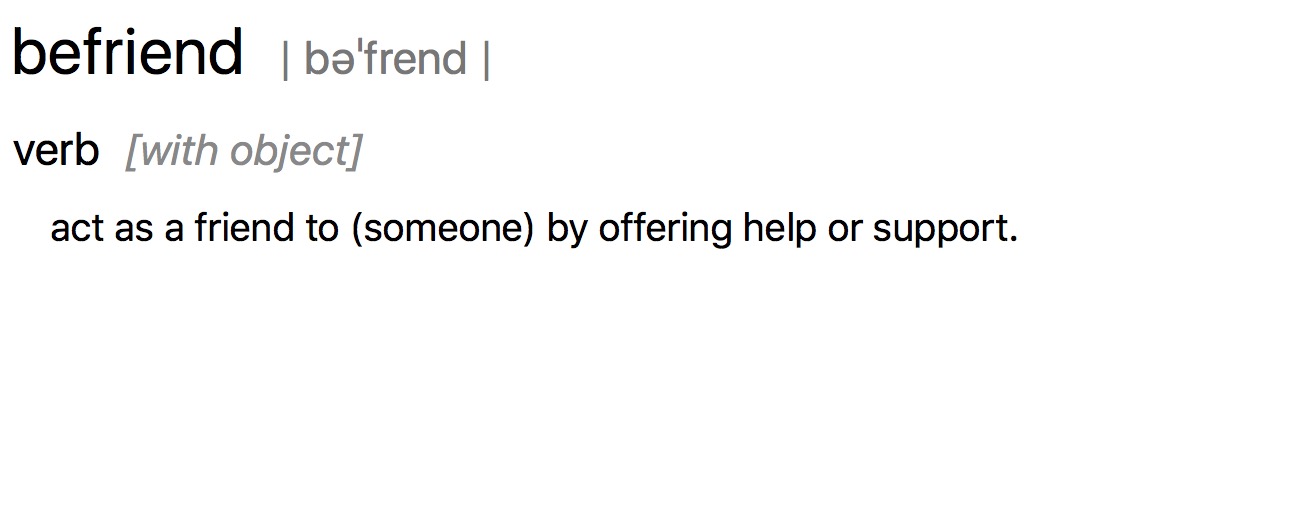 befriend | bəˈfrend |
verb [with object]
act as a friend to (someone) by offering help or support.